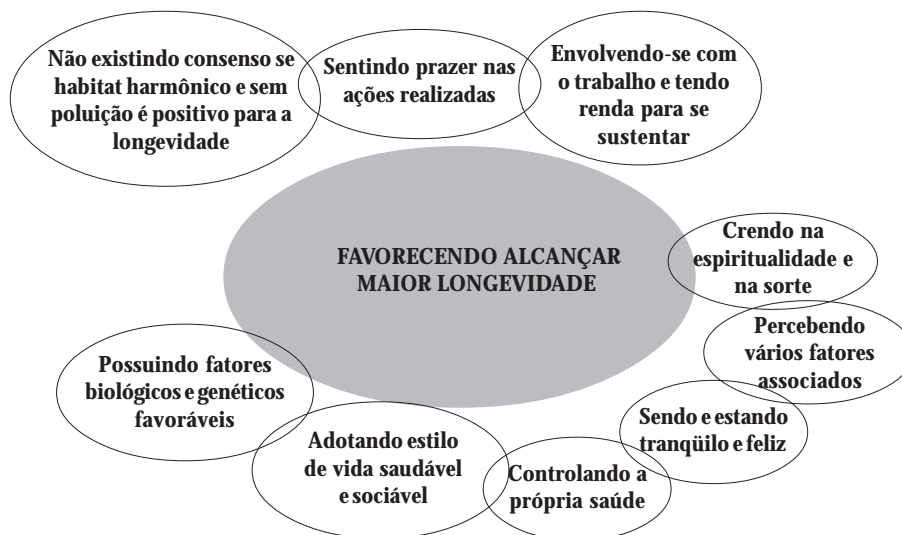 Não existindo consenso se
habitat harmônico e sem
poluição é positivo para a
longevidade
Sentindo prazer nas
ações realizadas
Envolvendo-se com
o trabalho e tendo
renda para se
sustentar
FAVORECENDO ALCANÇAR
MAIOR LONGEVIDADE
Crendo na
espiritualidade e
na sorte
Percebendo
vários fatores
associados
Possuindo fatores
biológicos e genéticos
favoráveis
Sendo e estando
tranqüilo e feliz
Adotando estilo
de vida saudável
e sociável
Controlando a
própria saúde